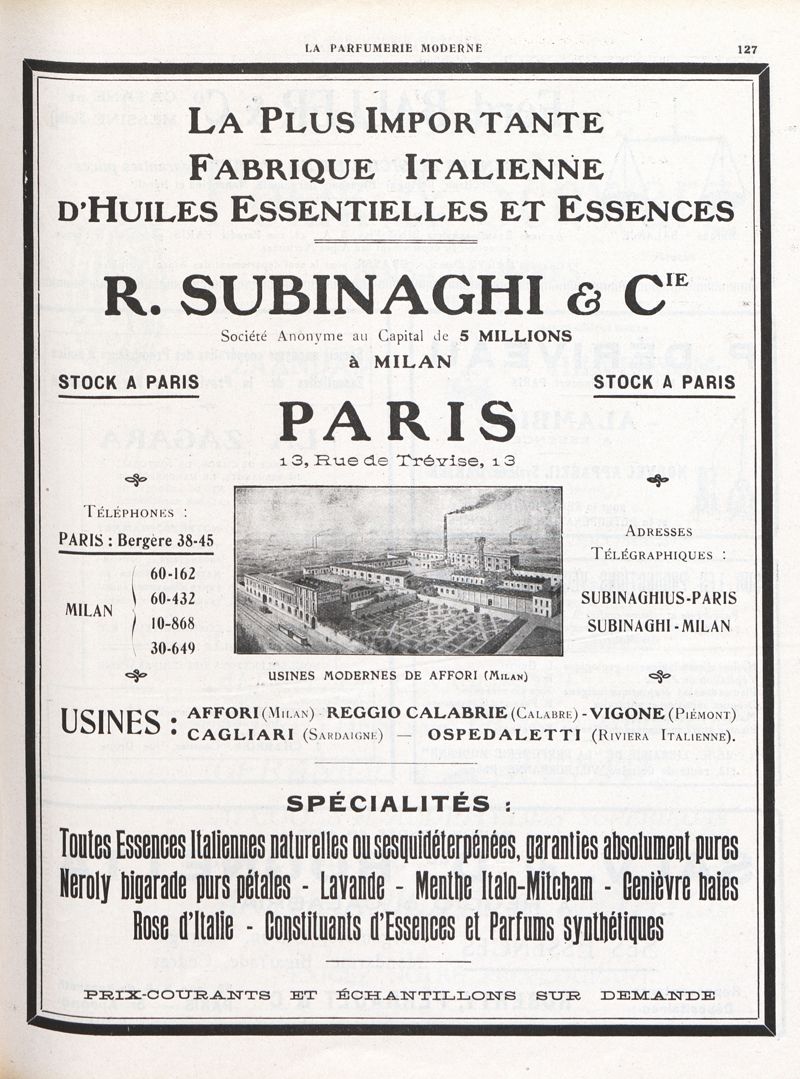 LA PARFUMERIE MODERNE 127
LA PLUS IMPORTANTE
FABRIQUE ITALIENNE
D'HUILES ESSENTIELLES ET ESSENCES
R. SUBINAGHI & CIE
Société Anonyme au Capital de 5 MILLIONS
à MILAN
STOCK A PARIS STOCK A PARIS
PARIS
13, Rue de Trévise, 13
TÉLÉPHONES :
PARIS : Bergère 38-45
MILAN
60-162
60-432
10-868
30-649
ADRESSES
TÉLÉGRAPHIQUES :
SUBINAGHIUS-PARIS
SUBINAGHI-MILAN
USINES MODERNES DE AFFORI (MILAN)
USINES : AFFORI (MILAN) - REGGIO CALABRIE (CALABRE) - VIGONE (PIÉMONT)
CAGLIARI (SARDAIGNE) — OSPEDALETTI (RIVIERA ITALIENNE).
SPÉCIALITÉS :
Toutes Essences Italiennes naturelles ou sesquidéterpénées, garanties absolument pures
Neroly bigarade purs pétales - Lavande - Menthe Italo-Mitcham - Genièvre baies
Rose d'Italie - Constituants d'Essences et Parfums synthétiques
PRIX-COURANTS ET ÉCHANTILLONS SUR DEMANDE